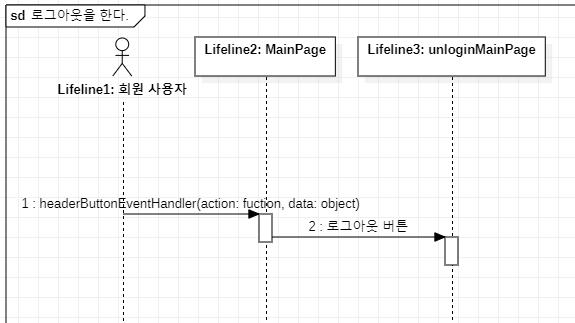 sd 로그아웃을 한다.
Lifeline2: MainPage
Lifeline3: unloginMainPage
Lifeline1: 회원 사용자
1 : headerButtonEventHandler(action: fuction, data: object)
2 : 로그아웃 버튼